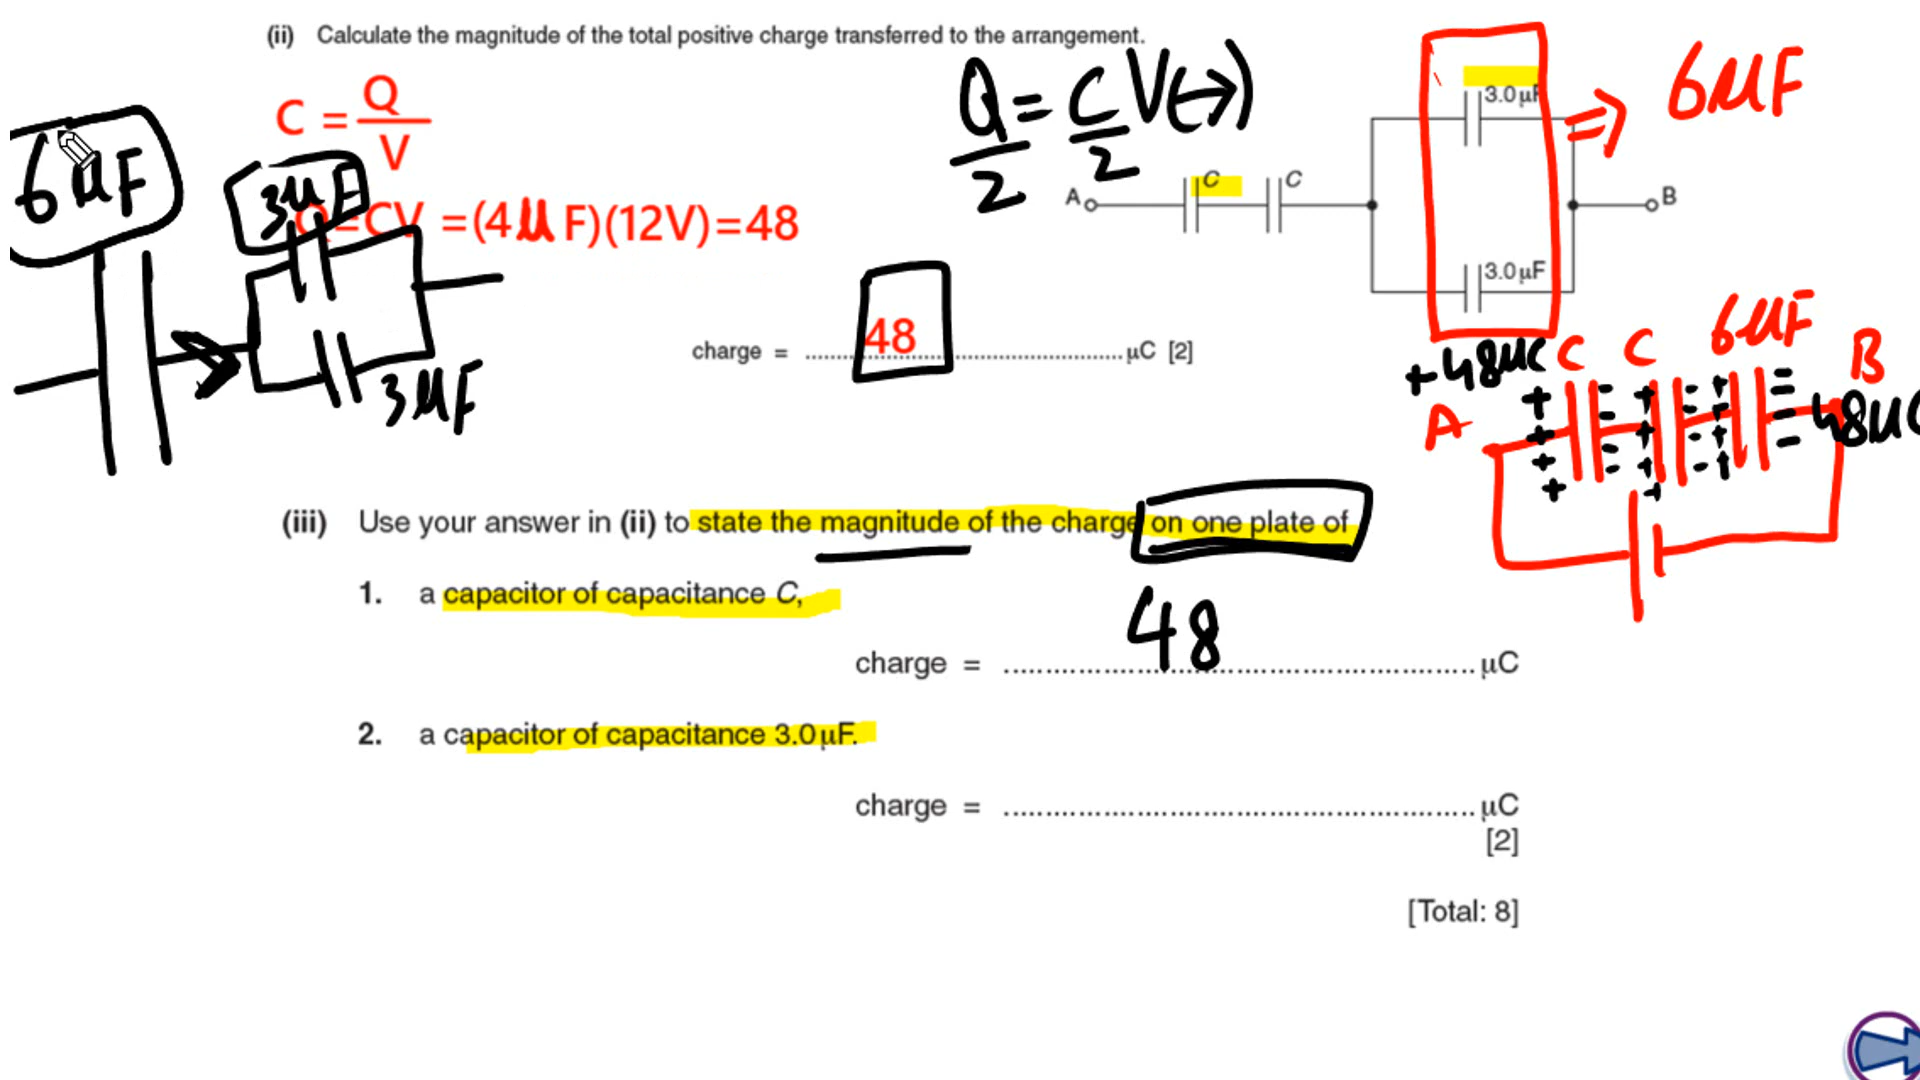 (ii) Calculate the magnitude of the total positive charge transferred to the arrangement.
C = Q/V
Q = C V(→)
2 2
6μF
3μF
Q=CV =(4μF)(12V)=48
3μF
A C C 3.0μF B
3.0μF
⇒ 6μF
48
charge = ........................ μC [2]
+48μC C C 6μF B
A 48μC
(iii) Use your answer in (ii) to state the magnitude of the charge on one plate of
1. a capacitor of capacitance C,
48
charge = ........................ μC
2. a capacitor of capacitance 3.0μF.
charge = ........................ μC
[2]
[Total: 8]